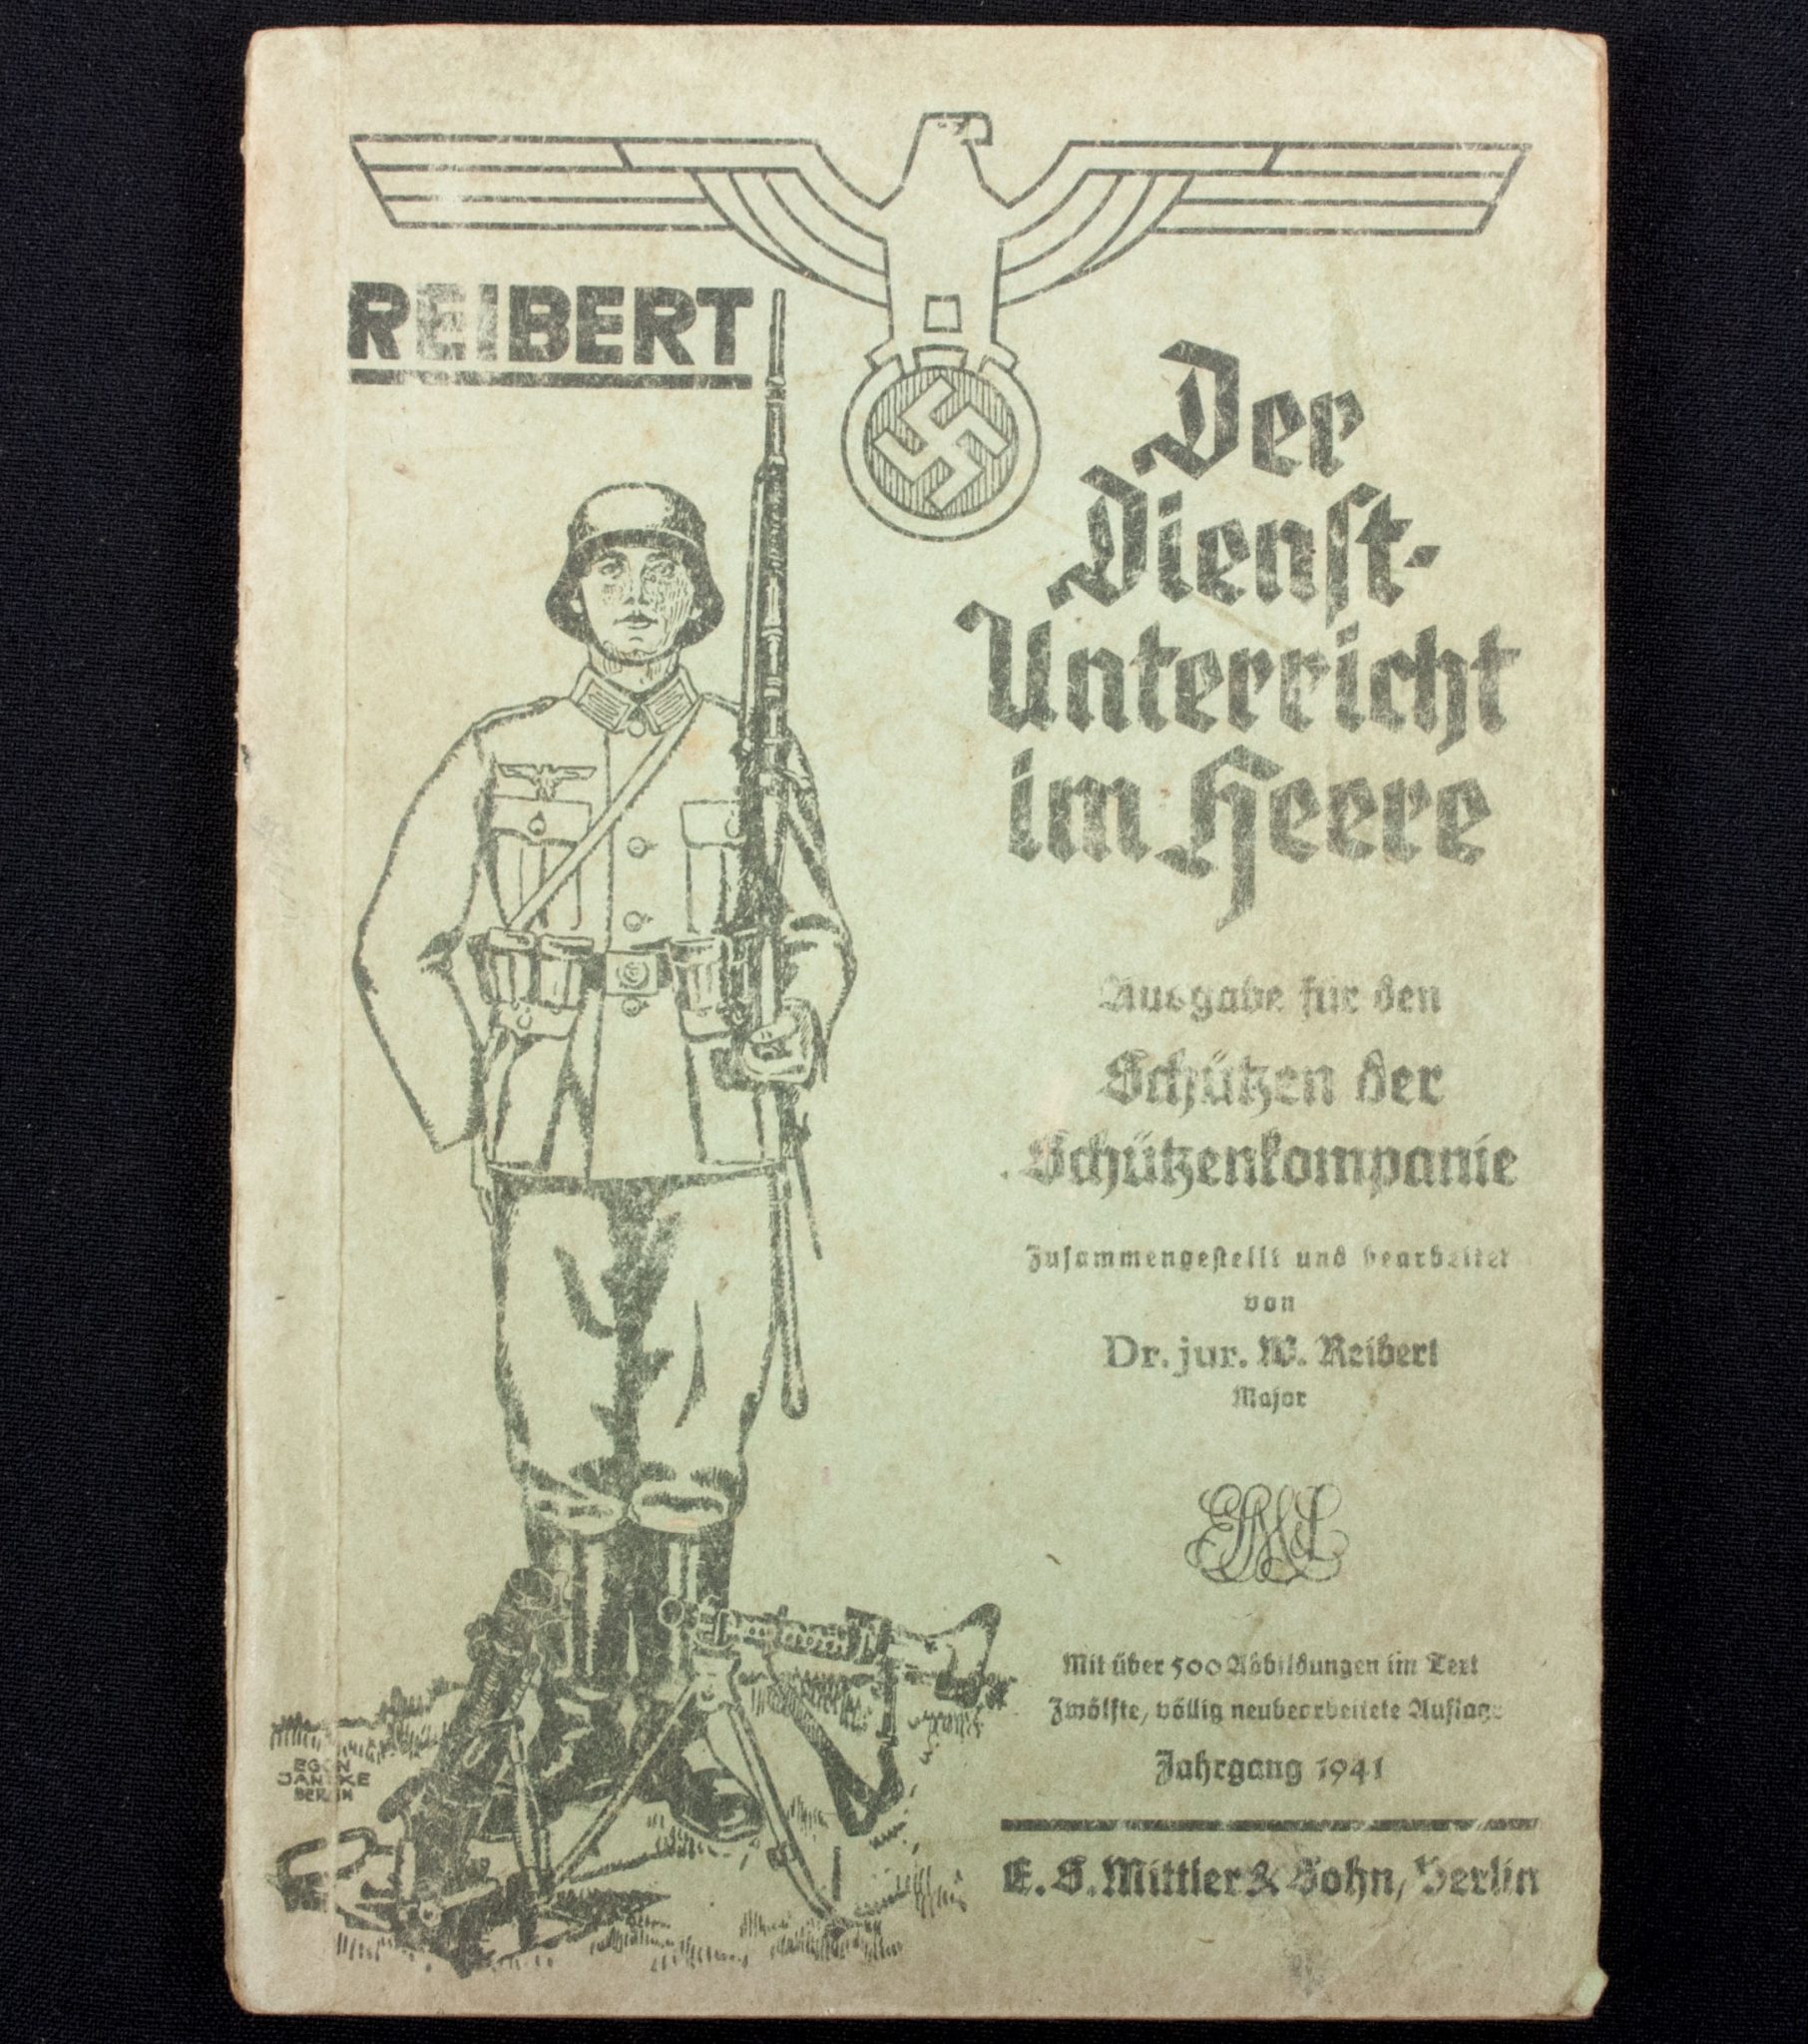 REIBERT
Der
Dienst-
Unterricht
im Heere
Ausgabe für den
Schützen der
Schützenkompanie
Zusammengestellt und bearbeitet
von
Dr. jur. W. Reibert
Major
Mit über 500 Abbildungen im Text
Zwölfte, völlig neubearbeitete Auflage
Jahrgang 1941
E. S. Mittler & Sohn, Berlin
EGON
JANTKE
BERLIN